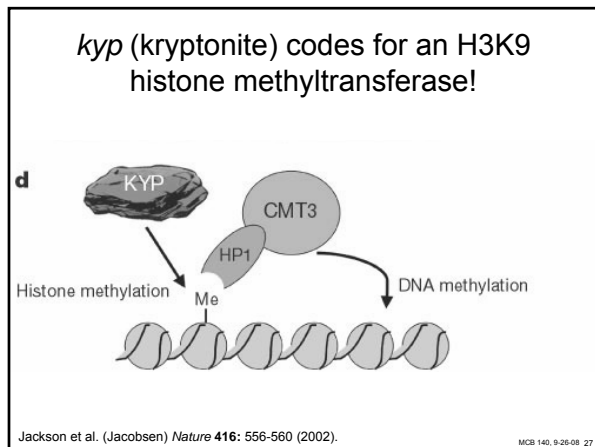 kyp (kryptonite) codes for an H3K9
histone methyltransferase!
d
KYP
CMT3
HP1
Histone methylation
Me
DNA methylation
Jackson et al. (Jacobsen) Nature 416: 556-560 (2002).
MCB 140, 9-26-08 27